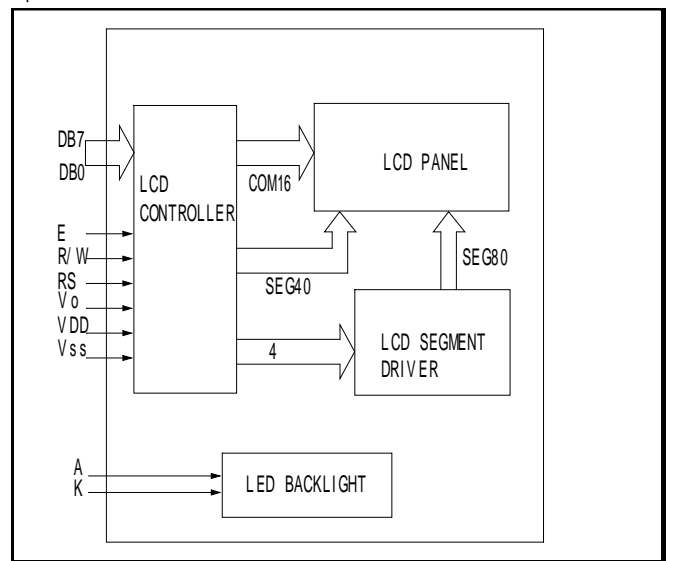 DB7
DB0
LCD
CONTROLLER
COM16
LCD PANEL
E
R/W
RS
Vo
VDD
Vss
SEG40
SEG80
4
LCD SEGMENT
DRIVER
A
K
LED BACKLIGHT